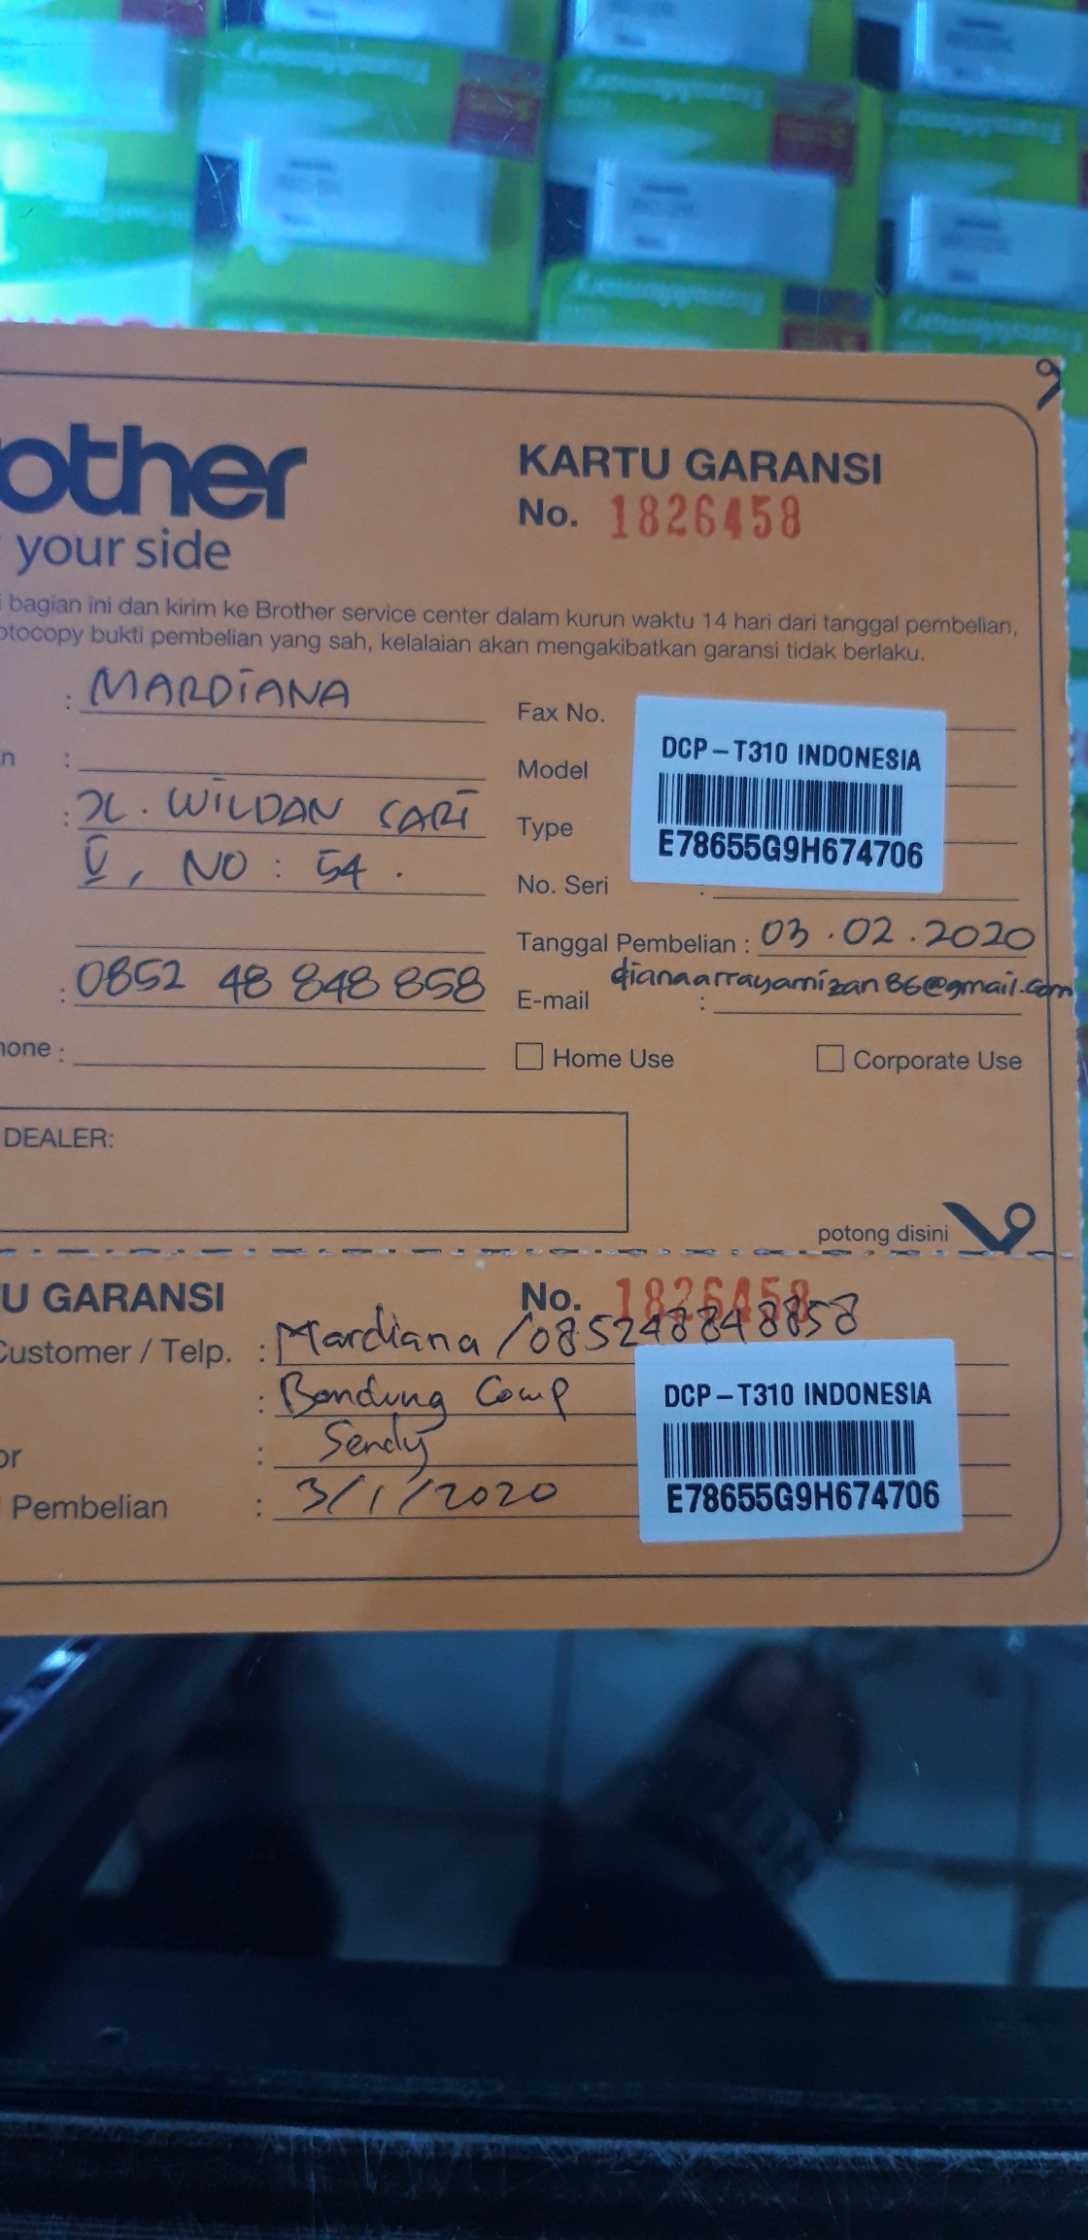 other
your side
KARTU GARANSI
No. 1826458
bagian ini dan kirim ke Brother service center dalam kurun waktu 14 hari dari tanggal pembelian,
otocopy bukti pembelian yang sah, kelalaian akan mengakibatkan garansi tidak berlaku.
: MARDIANA
Fax No.
n :
Model
DCP-T310 INDONESIA
E78655G9H674706
: JL. WILDAN SARI
Type
V, NO : 54 .
No. Seri :
Tanggal Pembelian : 03.02.2020
: 0852 48 848 858
E-mail : dianaarrayamizan86@gmail.com
hone :
Home Use
Corporate Use
DEALER:
potong disini
U GARANSI
No. 1826458
Customer / Telp. : Mardiana / 085248848858
: Bandung Comp
or : Sendy
Pembelian : 3/1/2020
DCP-T310 INDONESIA
E78655G9H674706